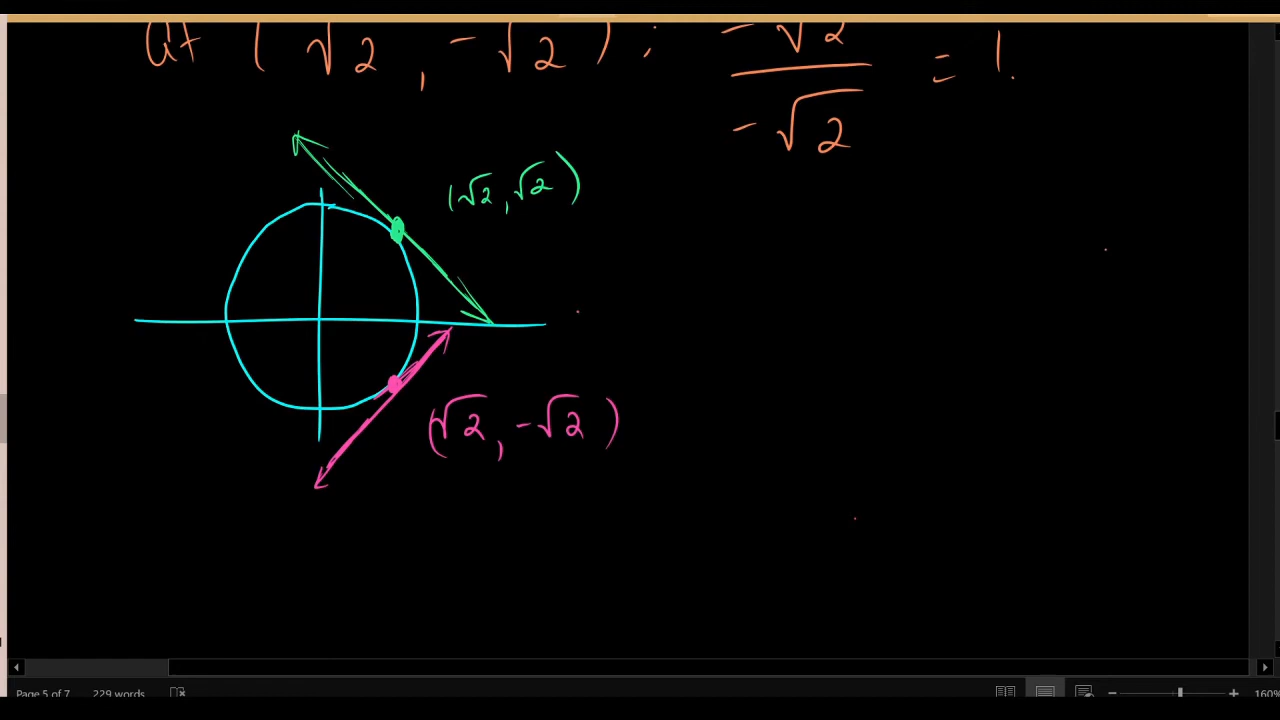 At (√2, -√2); -√2/-√2 = 1.
(√2, √2)
(√2, -√2)
Page 5 of 7 229 words 160%